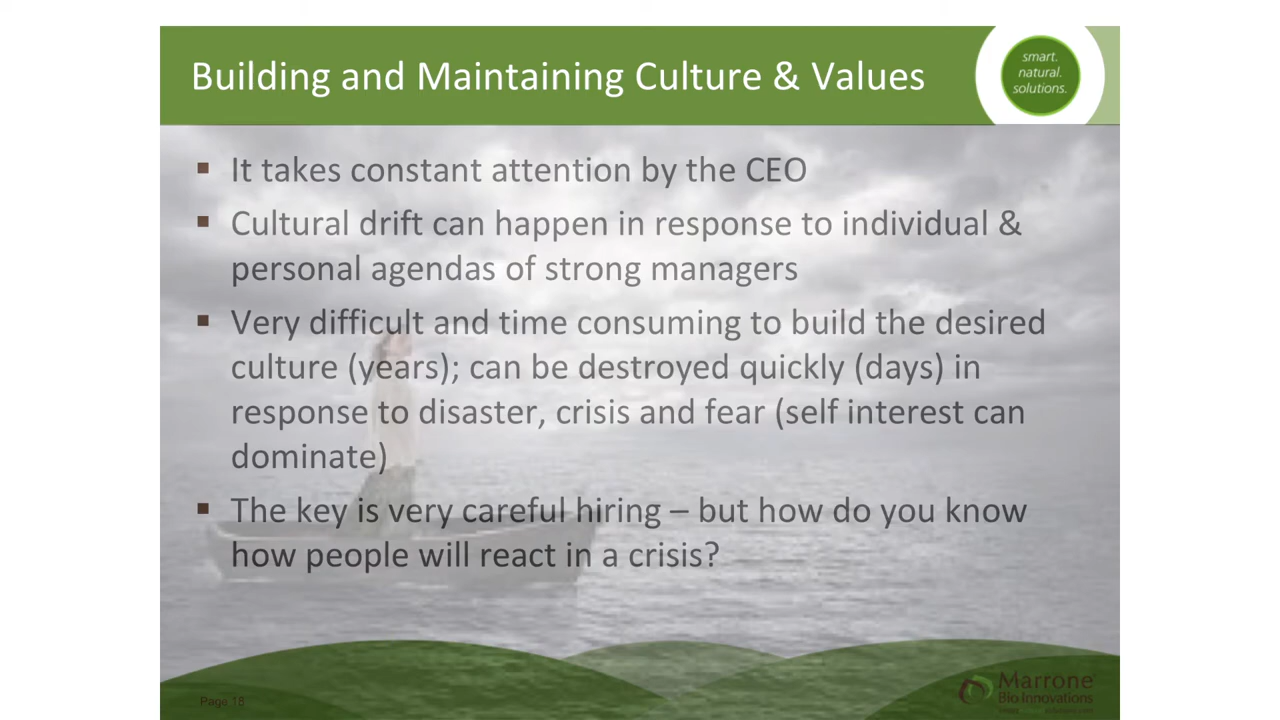 Building and Maintaining Culture & Values
smart.
natural.
solutions.
▪ It takes constant attention by the CEO
▪ Cultural drift can happen in response to individual &
personal agendas of strong managers
▪ Very difficult and time consuming to build the desired
culture (years); can be destroyed quickly (days) in
response to disaster, crisis and fear (self interest can
dominate)
▪ The key is very careful hiring – but how do you know
how people will react in a crisis?
Page 18
Marrone
Bio Innovations